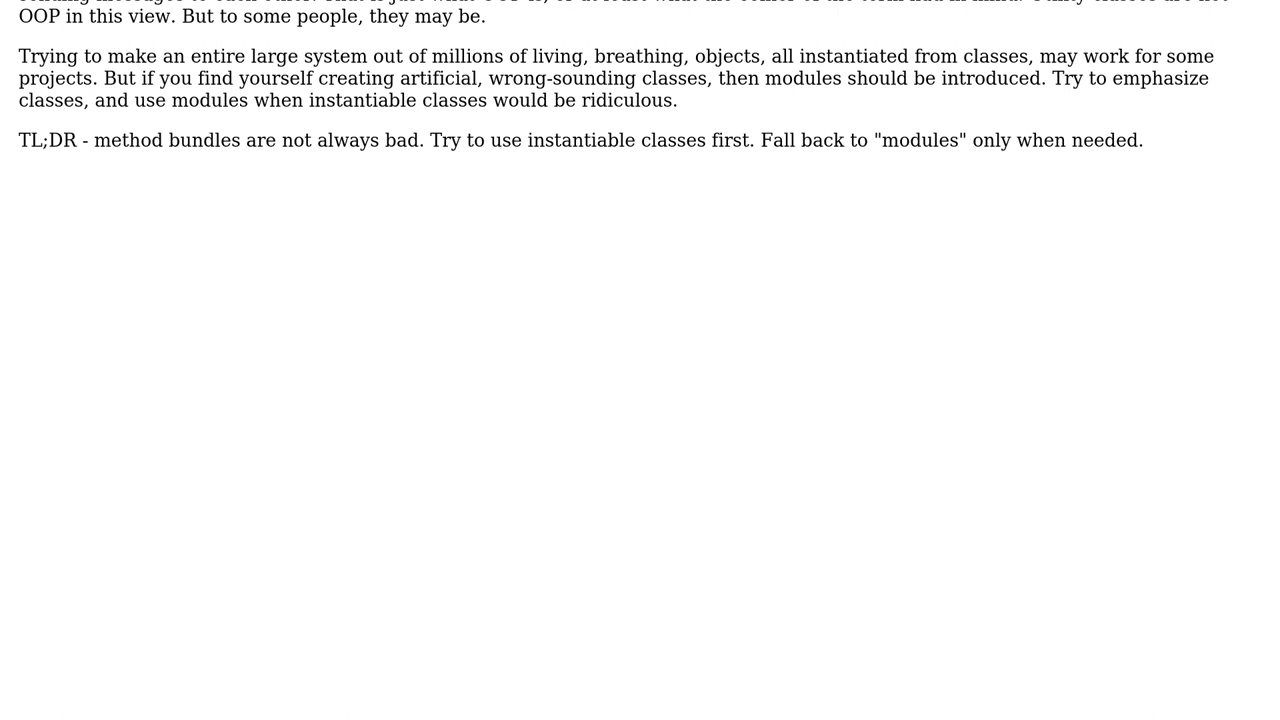 OOP in this view. But to some people, they may be.
Trying to make an entire large system out of millions of living, breathing, objects, all instantiated from classes, may work for some
projects. But if you find yourself creating artificial, wrong-sounding classes, then modules should be introduced. Try to emphasize
classes, and use modules when instantiable classes would be ridiculous.
TL;DR - method bundles are not always bad. Try to use instantiable classes first. Fall back to "modules" only when needed.